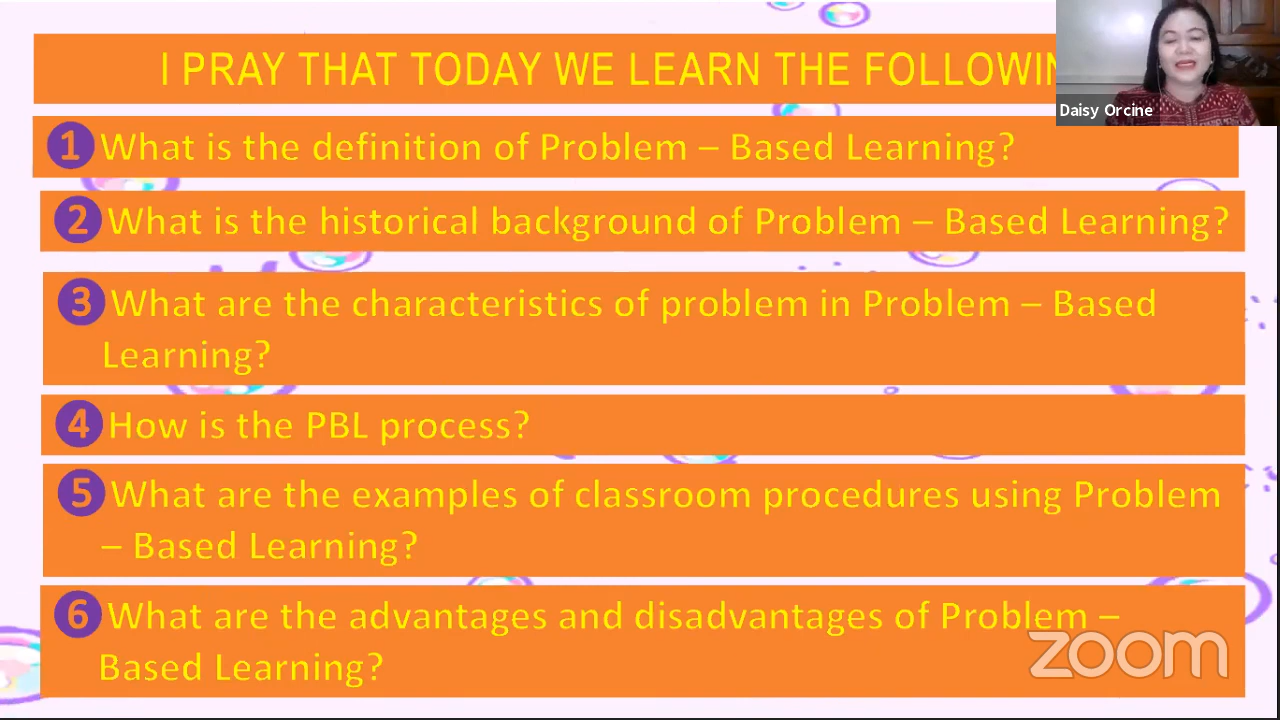 I PRAY THAT TODAY WE LEARN THE
Daisy Orcine
1 What is the definition of Problem – Based Learning?
2 What is the historical background of Problem – Based Learning?
3 What are the characteristics of problem in Problem – Based
Learning?
4 How is the PBL process?
5 What are the examples of classroom procedures using Problem
– Based Learning?
6 What are the advantages and disadvantages of Problem –
Based Learning?
zoom